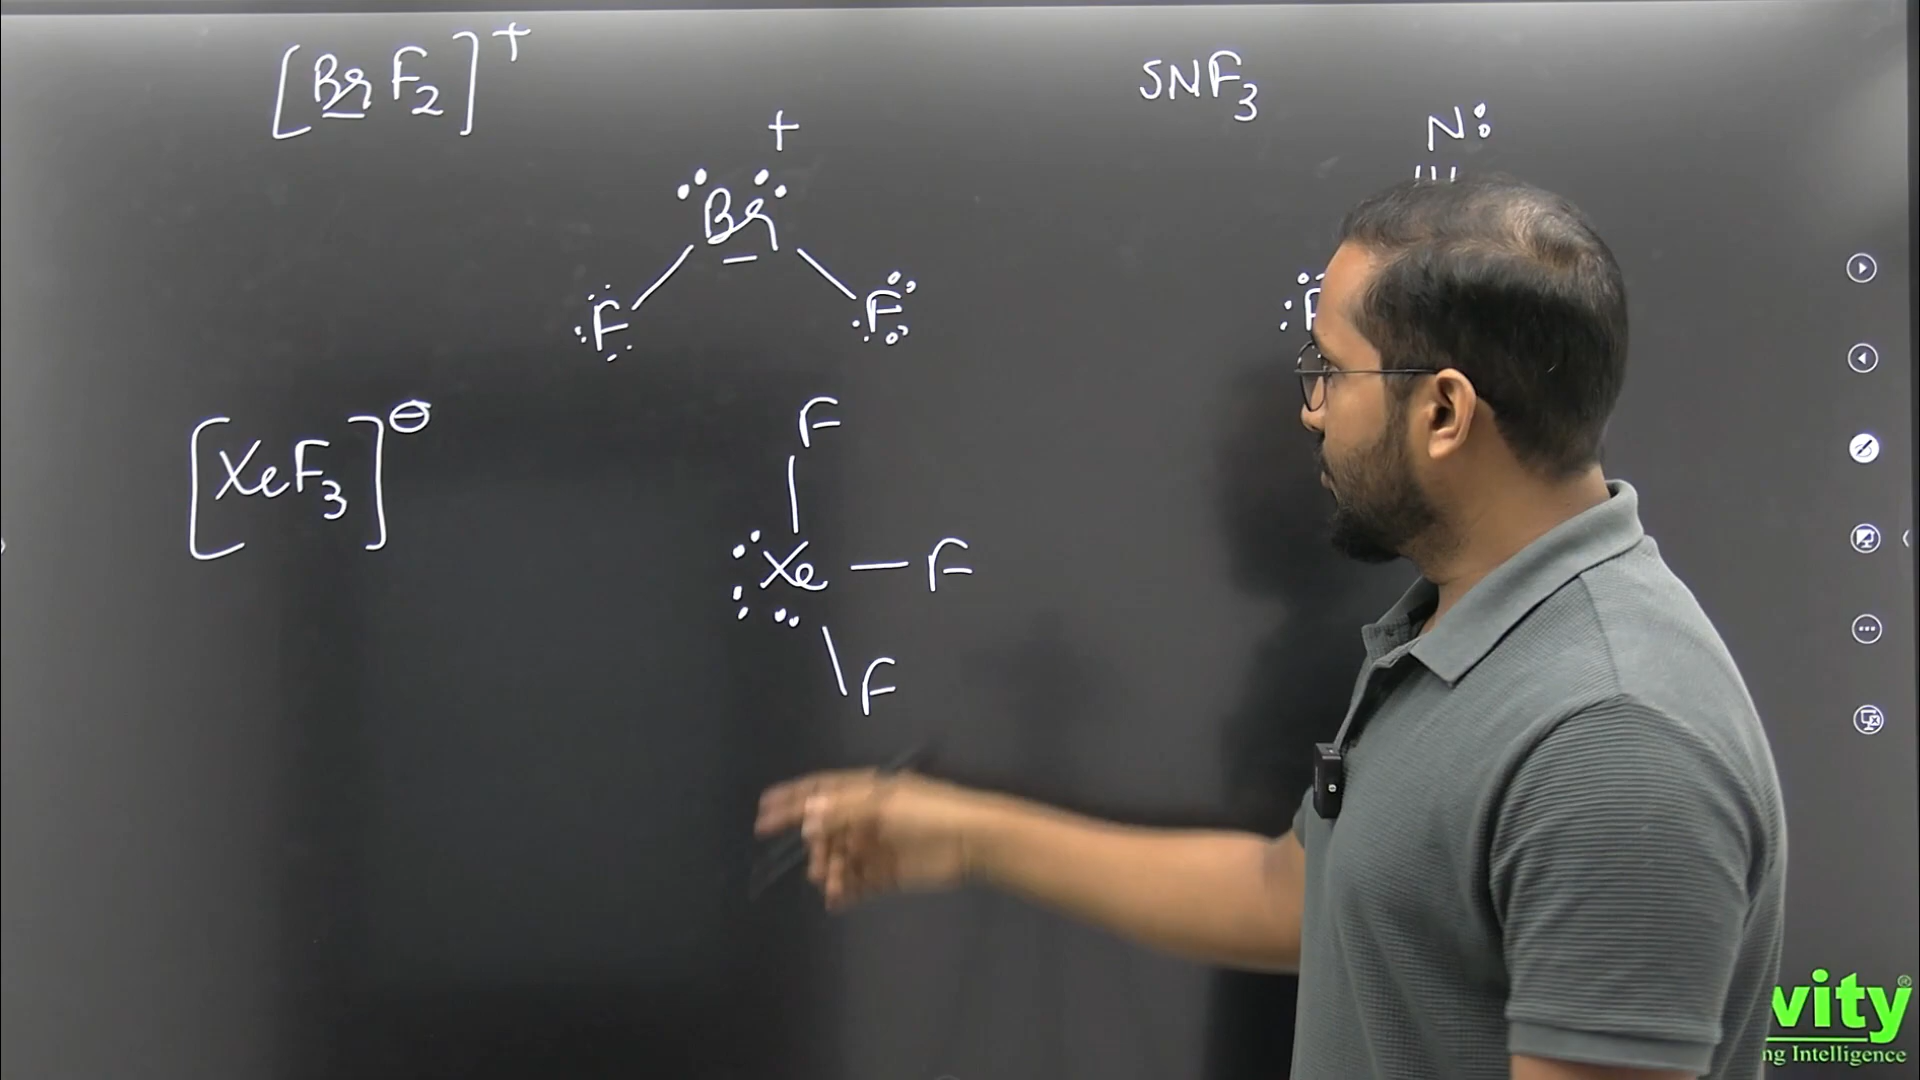 [BrF2]+
SNF3
+
N:
Br
F
F
F
[XeF3]⊖
F
Xe — F
F
vity®
ng Intelligence